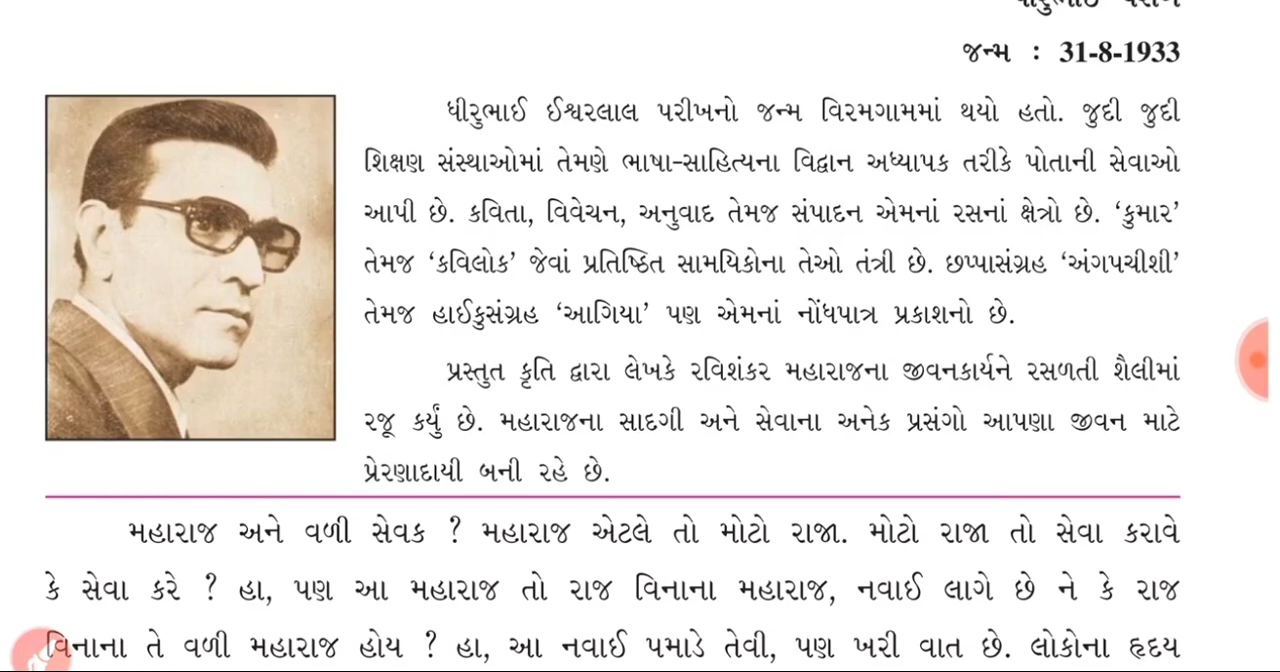 જન્મ : 31-8-1933
ધીરુભાઈ ઈશ્વરલાલ પરીખનો જન્મ વિરમગામમાં થયો હતો. જુદી જુદી
શિક્ષણ સંસ્થાઓમાં તેમણે ભાષા-સાહિત્યના વિદ્વાન અધ્યાપક તરીકે પોતાની સેવાઓ
આપી છે. કવિતા, વિવેચન, અનુવાદ તેમજ સંપાદન એમનાં રસનાં ક્ષેત્રો છે. ‘કુમાર’
તેમજ ‘કવિલોક’ જેવાં પ્રતિષ્ઠિત સામયિકોના તેઓ તંત્રી છે. છપ્પાસંગ્રહ ‘અંગપચીશી’
તેમજ હાઈકુસંગ્રહ ‘આગિયા’ પણ એમનાં નોંધપાત્ર પ્રકાશનો છે.
પ્રસ્તુત કૃતિ દ્વારા લેખકે રવિશંકર મહારાજના જીવનકાર્યને રસળતી શૈલીમાં
રજૂ કર્યું છે. મહારાજના સાદગી અને સેવાના અનેક પ્રસંગો આપણા જીવન માટે
પ્રેરણાદાયી બની રહે છે.
મહારાજ અને વળી સેવક ? મહારાજ એટલે તો મોટો રાજા. મોટો રાજા તો સેવા કરાવે
કે સેવા કરે ? હા, પણ આ મહારાજ તો રાજ વિનાના મહારાજ, નવાઈ લાગે છે ને કે રાજ
વિનાના તે વળી મહારાજ હોય ? હા, આ નવાઈ પમાડે તેવી, પણ ખરી વાત છે. લોકોના હૃદય